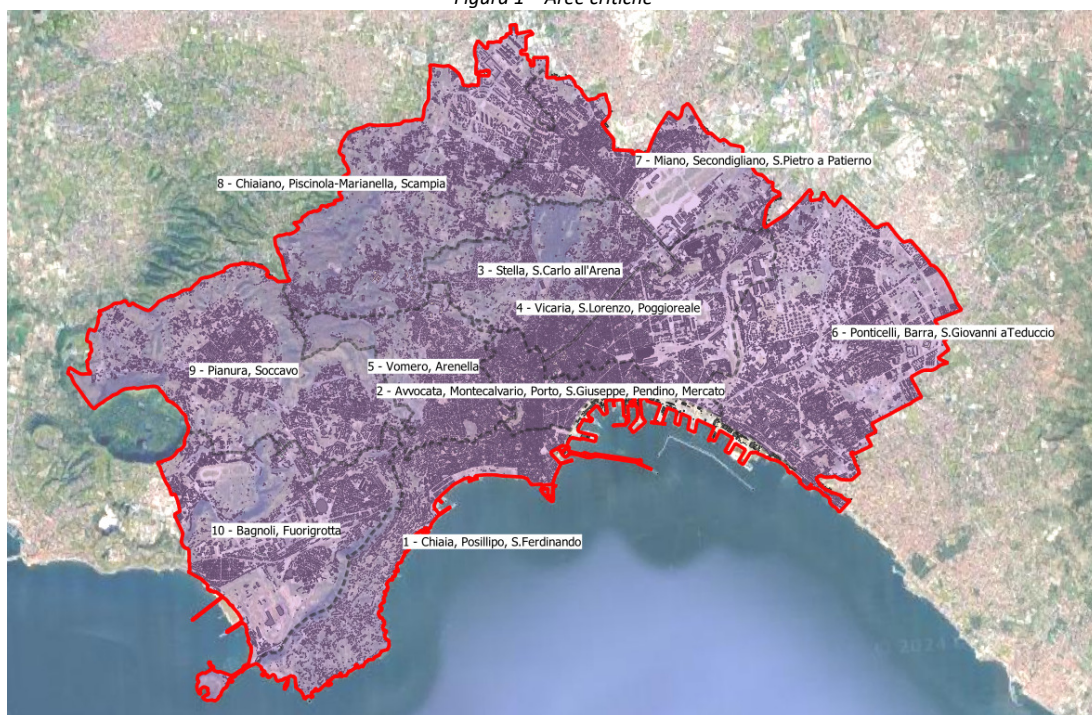 Figura 1 – Aree critiche
7 - Miano, Secondigliano, S.Pietro a Patierno
8 - Chiaiano, Piscinola-Marianella, Scampia
3 - Stella, S.Carlo all'Arena
4 - Vicaria, S.Lorenzo, Poggioreale
6 - Ponticelli, Barra, S.Giovanni aTeduccio
5 - Vomero, Arenella
9 - Pianura, Soccavo
2 - Avvocata, Montecalvario, Porto, S.Giuseppe, Pendino, Mercato
10 - Bagnoli, Fuorigrotta
1 - Chiaia, Posillipo, S.Ferdinando
© 2024